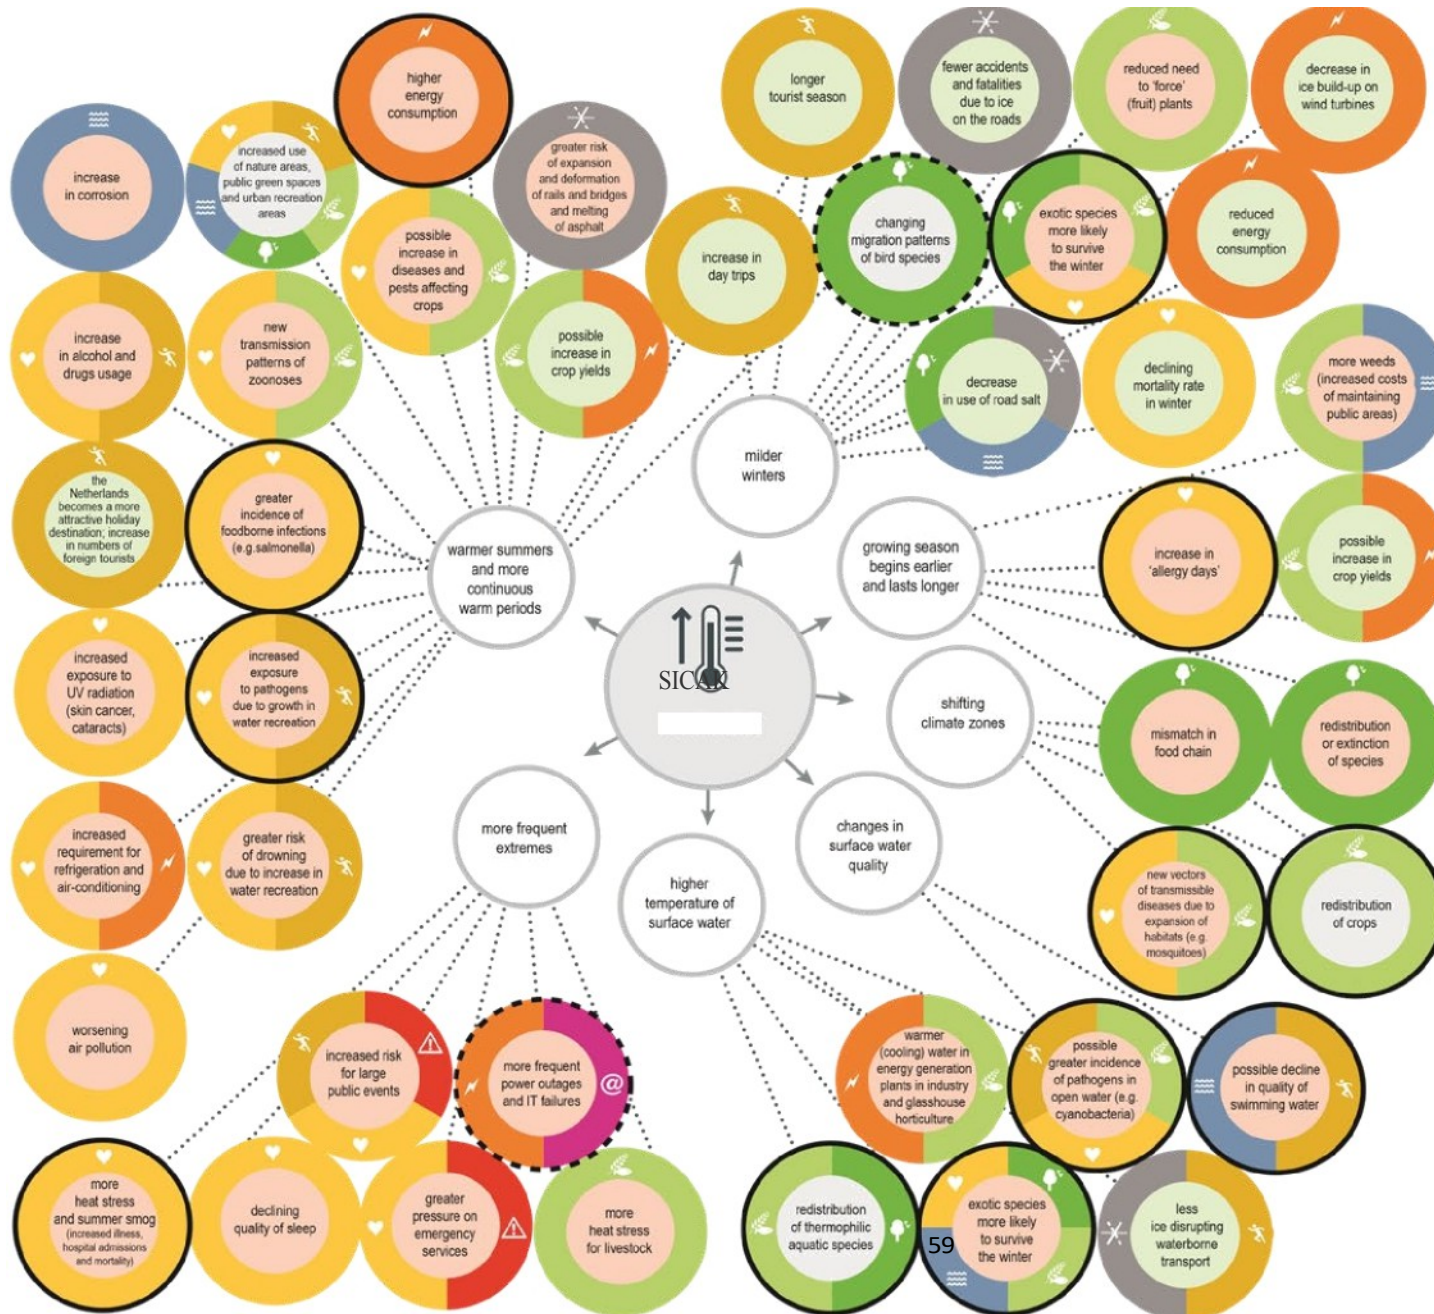 higher
energy
consumption
longer
tourist season
fewer accidents
and fatalities
due to ice
on the roads
reduced need
to 'force'
(fruit) plants
decrease in
ice build-up on
wind turbines
increase
in corrosion
increased use
of nature areas,
public green spaces
and urban recreation
areas
possible
increase in
diseases and
pests affecting
crops
greater risk
of expansion
and deformation
of rails and bridges
and melting
of asphalt
increase in
day trips
changing
migration patterns
of bird species
exotic species
more likely
to survive
the winter
reduced
energy
consumption
increase
in alcohol and
drugs usage
new
transmission
patterns of
zoonoses
possible
increase in
crop yields
decrease
in use of road salt
declining
mortality rate
in winter
more weeds
(increased costs
of maintaining
public areas)
the
Netherlands
becomes a more
attractive holiday
destination; increase
in numbers of
foreign tourists
greater
incidence of
foodborne infections
(e.g.salmonella)
warmer summers
and more
continuous
warm periods
milder
winters
growing season
begins earlier
and lasts longer
increase in
'allergy days'
possible
increase in
crop yields
increased
exposure to
UV radiation
(skin cancer,
cataracts)
increased
exposure
to pathogens
due to growth in
water recreation
SICAK
shifting
climate zones
mismatch in
food chain
redistribution
or extinction
of species
increased
requirement for
refrigeration and
air-conditioning
greater risk
of drowning
due to increase in
water recreation
more frequent
extremes
higher
temperature of
surface water
changes in
surface water
quality
new vectors
of transmissible
diseases due to
expansion of
habitats (e.g.
mosquitoes)
redistribution
of crops
worsening
air pollution
increased risk
for large
public events
more frequent
power outages
and IT failures
@
warmer
(cooling) water in
energy generation
plants in industry
and glasshouse
horticulture
possible
greater incidence
of pathogens in
open water (e.g.
cyanobacteria)
possible decline
in quality of
swimming water
more
heat stress
and summer smog
(increased illness,
hospital admissions
and mortality)
declining
quality of sleep
greater
pressure on
emergency
services
more
heat stress
for livestock
redistribution
of thermophilic
aquatic species
exotic species
more likely
to survive
the winter
59
less
ice disrupting
waterborne
transport